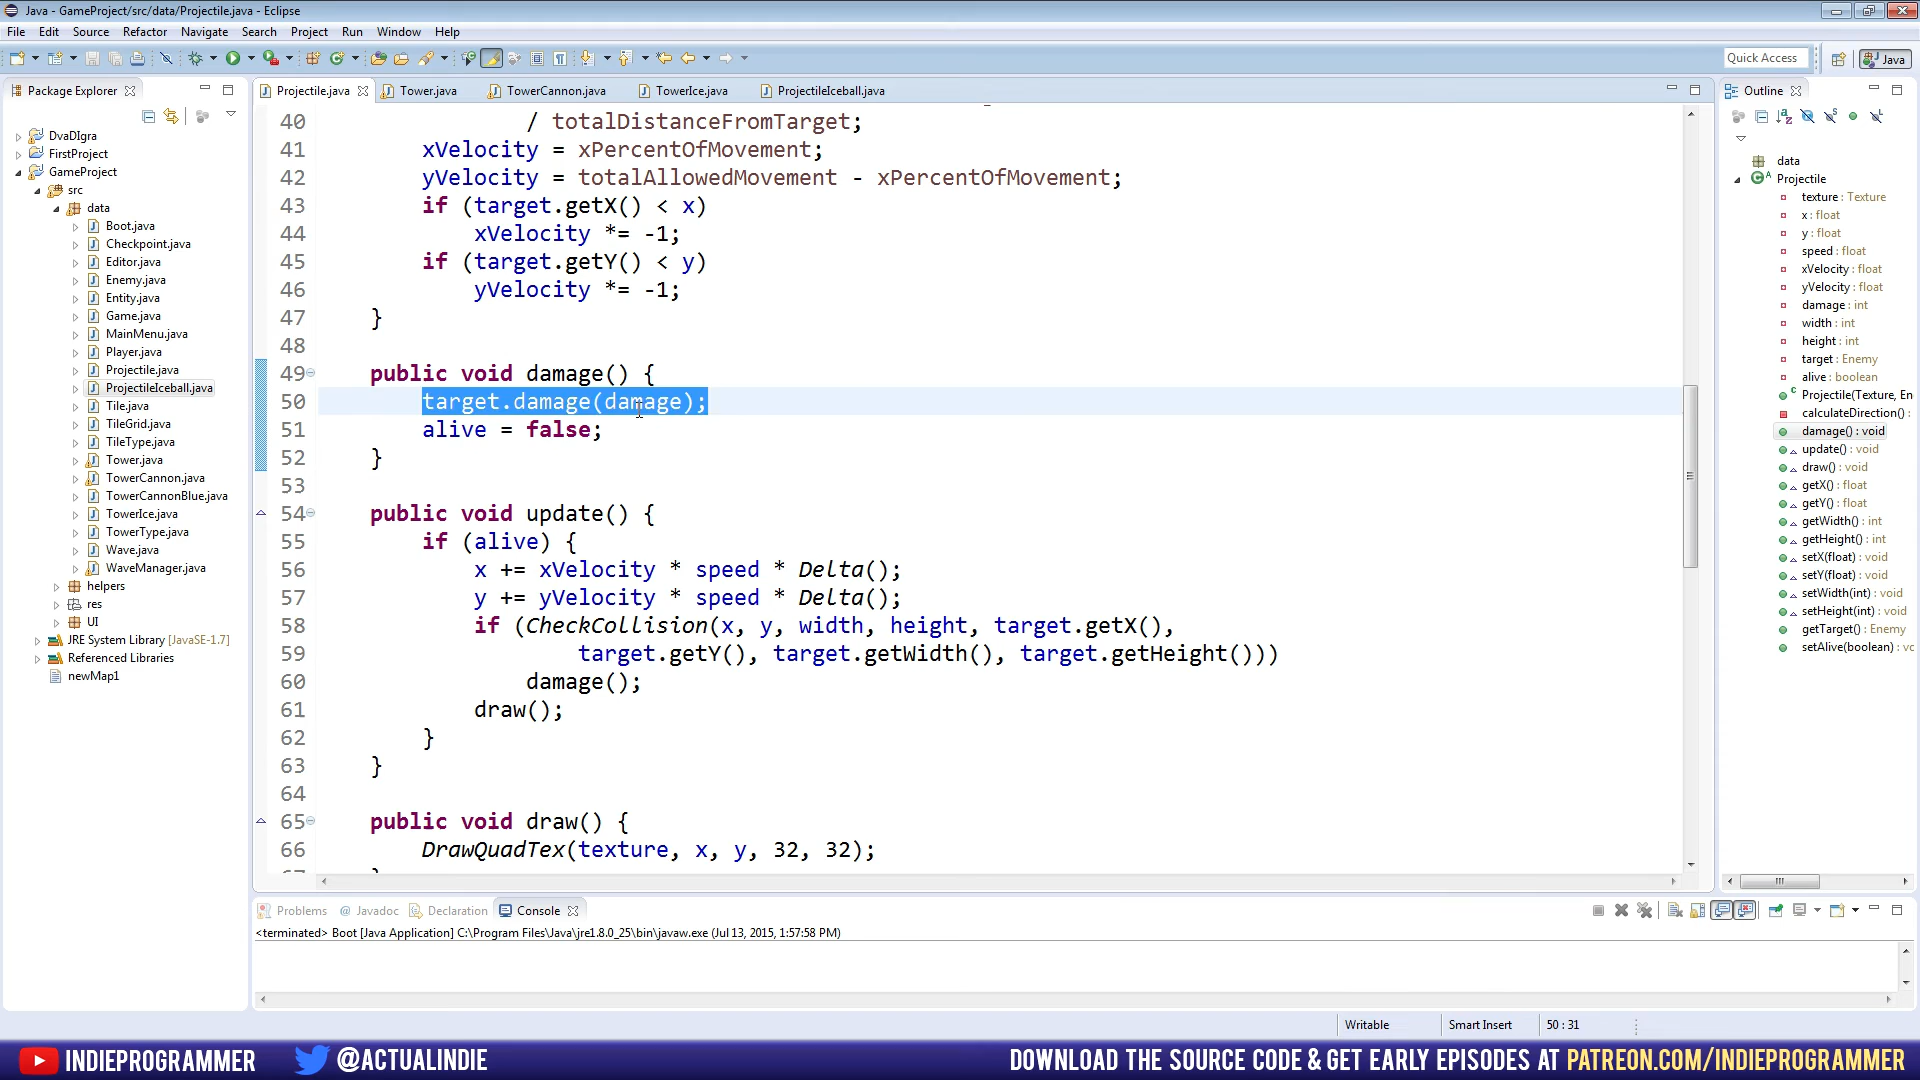 Java - GameProject/src/data/Projectile.java - Eclipse
File Edit Source Refactor Navigate Search Project Run Window Help
Quick Access
Java
Package Explorer
DvaDIgra
FirstProject
GameProject
src
data
Boot.java
Checkpoint.java
Editor.java
Enemy.java
Entity.java
Game.java
MainMenu.java
Player.java
Projectile.java
ProjectileIceball.java
Tile.java
TileGrid.java
TileType.java
Tower.java
TowerCannon.java
TowerCannonBlue.java
TowerIce.java
TowerType.java
Wave.java
WaveManager.java
helpers
res
UI
JRE System Library [JavaSE-1.7]
Referenced Libraries
newMap1
Projectile.java Tower.java TowerCannon.java TowerIce.java ProjectileIceball.java
40 / totalDistanceFromTarget;
41 xVelocity = xPercentOfMovement;
42 yVelocity = totalAllowedMovement - xPercentOfMovement;
43 if (target.getX() < x)
44 xVelocity *= -1;
45 if (target.getY() < y)
46 yVelocity *= -1;
47 }
48
49 public void damage() {
50 target.damage(damage);
51 alive = false;
52 }
53
54 public void update() {
55 if (alive) {
56 x += xVelocity * speed * Delta();
57 y += yVelocity * speed * Delta();
58 if (CheckCollision(x, y, width, height, target.getX(),
59 target.getY(), target.getWidth(), target.getHeight()))
60 damage();
61 draw();
62 }
63 }
64
65 public void draw() {
66 DrawQuadTex(texture, x, y, 32, 32);
Outline
data
Projectile
texture : Texture
x : float
y : float
speed : float
xVelocity : float
yVelocity : float
damage : int
width : int
height : int
target : Enemy
alive : boolean
Projectile(Texture, En
calculateDirection() :
damage() : void
update() : void
draw() : void
getX() : float
getY() : float
getWidth() : int
getHeight() : int
setX(float) : void
setY(float) : void
setWidth(int) : void
setHeight(int) : void
getTarget() : Enemy
setAlive(boolean) : vc
Problems @ Javadoc Declaration Console
<terminated> Boot [Java Application] C:\Program Files\Java\jre1.8.0_25\bin\javaw.exe (Jul 13, 2015, 1:57:58 PM)
Writable Smart Insert 50 : 31
INDIEPROGRAMMER @ACTUALINDIE DOWNLOAD THE SOURCE CODE & GET EARLY EPISODES AT PATREON.COM/INDIEPROGRAMMER